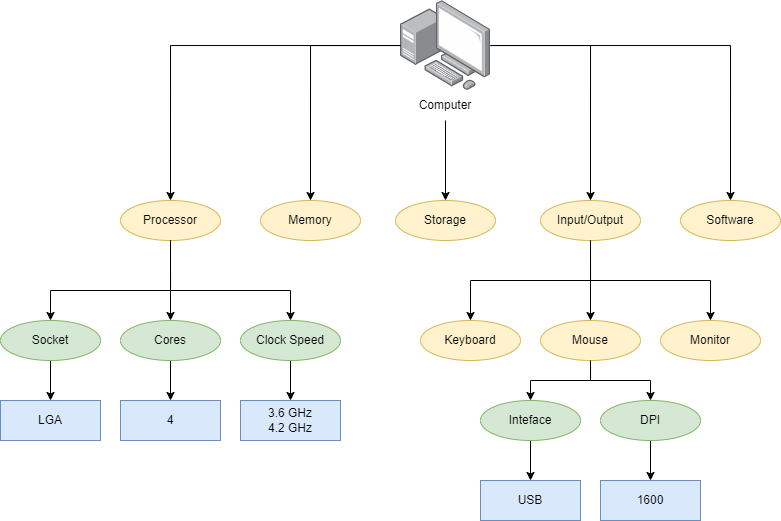 Computer
Processor
Memory
Storage
Input/Output
Software
Socket
Cores
Clock Speed
Keyboard
Mouse
Monitor
LGA
4
3.6 GHz
4.2 GHz
Inteface
DPI
USB
1600